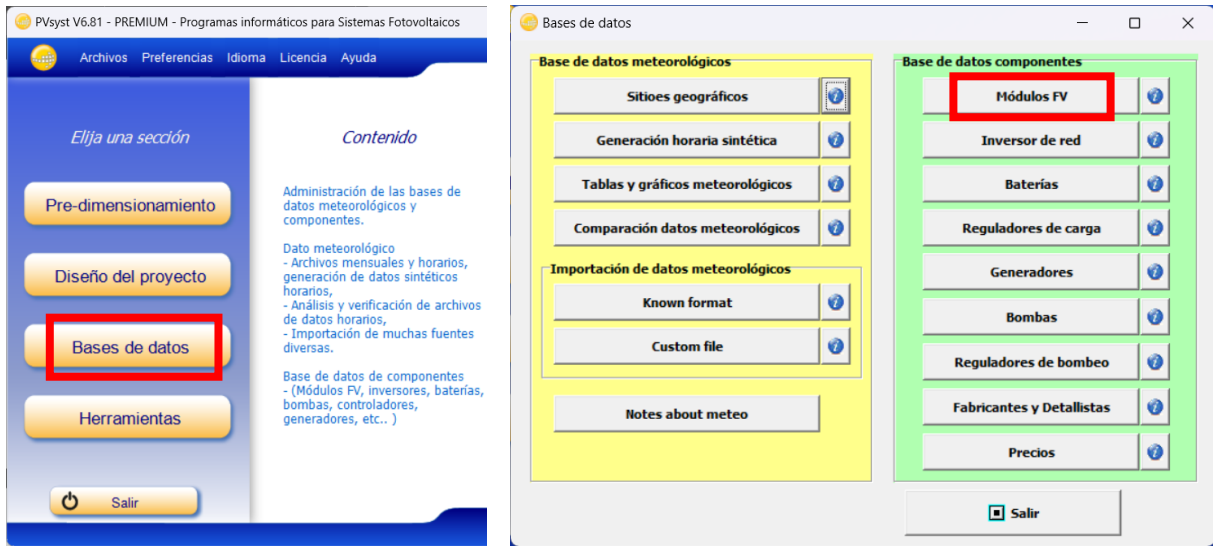 PVsyst V6.81 - PREMIUM - Programas informáticos para Sistemas Fotovoltaicos
Archivos Preferencias Idioma Licencia Ayuda
Elija una sección
Pre-dimensionamiento
Diseño del proyecto
Bases de datos
Herramientas
Salir
Contenido
Administración de las bases de
datos meteorológicos y
componentes.
Dato meteorológico
- Archivos mensuales y horarios,
generación de datos sintéticos
horarios,
- Análisis y verificación de archivos
de datos horarios,
- Importación de muchas fuentes
diversas.
Base de datos de componentes
- (Módulos FV, inversores, baterías,
bombas, controladores,
generadores, etc.. )
Bases de datos
Base de datos meteorológicos
Sitioes geográficos
Generación horaria sintética
Tablas y gráficos meteorológicos
Comparación datos meteorológicos
Importación de datos meteorológicos
Known format
Custom file
Notes about meteo
Base de datos componentes
Módulos FV
Inversor de red
Baterías
Reguladores de carga
Generadores
Bombas
Reguladores de bombeo
Fabricantes y Detallistas
Precios
Salir